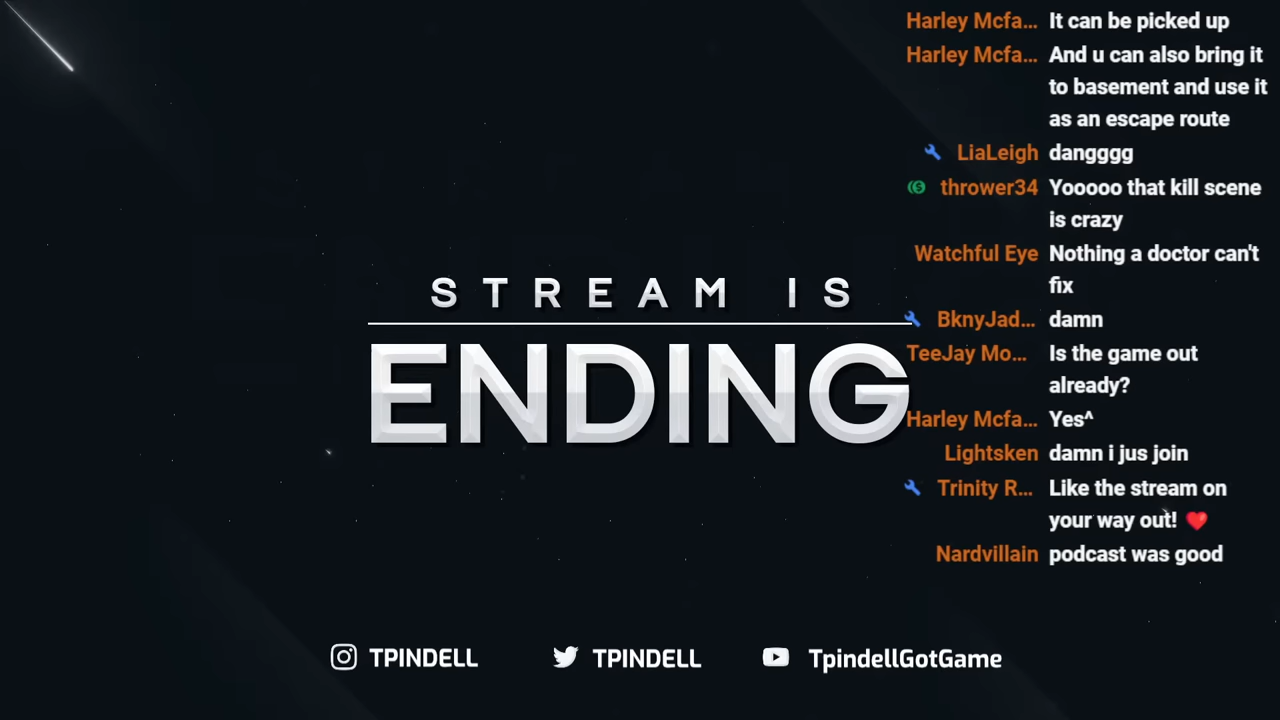 Harley Mcfa... It can be picked up
Harley Mcfa... And u can also bring it
to basement and use it
as an escape route
LiaLeigh dangggg
thrower34 Yooooo that kill scene
is crazy
Watchful Eye Nothing a doctor can't
fix
BknyJad... damn
TeeJay Mo... Is the game out
already?
Harley Mcfa... Yes^
Lightsken damn i jus join
Trinity R... Like the stream on
your way out! ❤️
Nardvillain podcast was good
STREAM IS
ENDING
TPINDELL TPINDELL TpindellGotGame